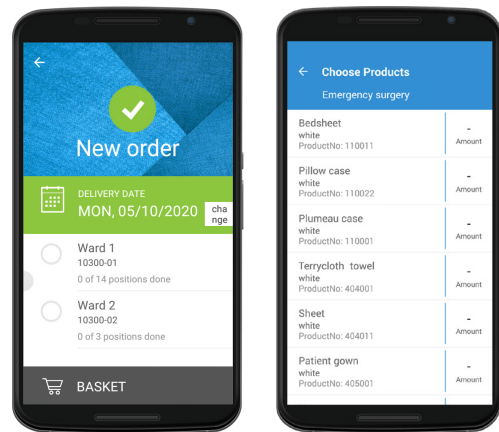 New order
DELIVERY DATE
MON, 05/10/2020
cha
nge
Ward 1
10300-01
0 of 14 positions done
Ward 2
10300-02
0 of 3 positions done
BASKET
Choose Products
Emergency surgery
Bedsheet
white
ProductNo: 110011
-
Amount
Pillow case
white
ProductNo: 110022
-
Amount
Plumeau case
white
ProductNo: 110001
-
Amount
Terrycloth towel
white
ProductNo: 404001
-
Amount
Sheet
white
ProductNo: 404011
-
Amount
Patient gown
white
ProductNo: 405001
-
Amount